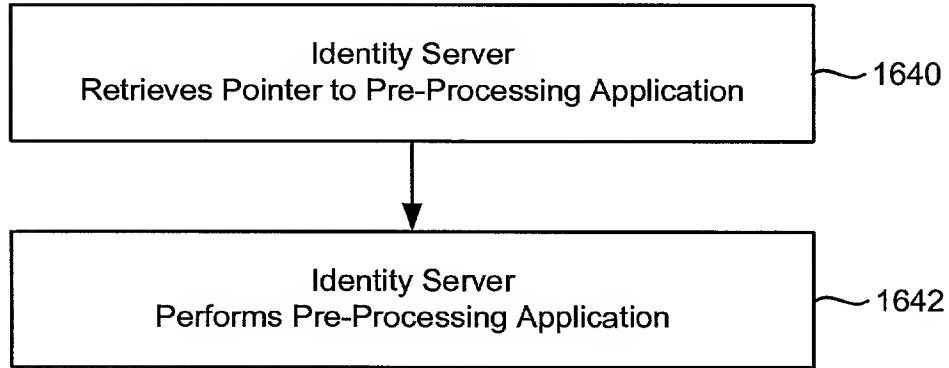 Identity Server
Retrieves Pointer to Pre-Processing Application
1640
Identity Server
Performs Pre-Processing Application
1642